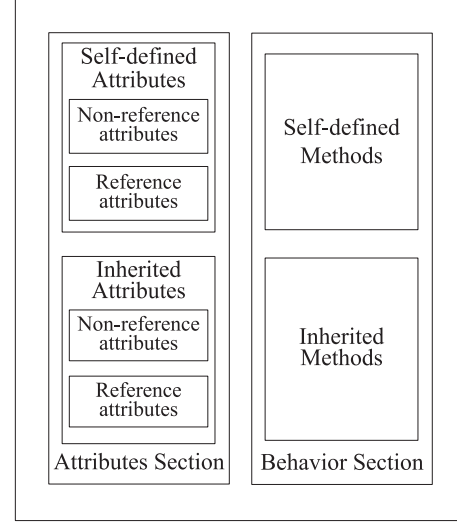 Self-defined
Attributes
Non-reference
attributes
Reference
attributes
Inherited
Attributes
Non-reference
attributes
Reference
attributes
Attributes Section
Self-defined
Methods
Inherited
Methods
Behavior Section